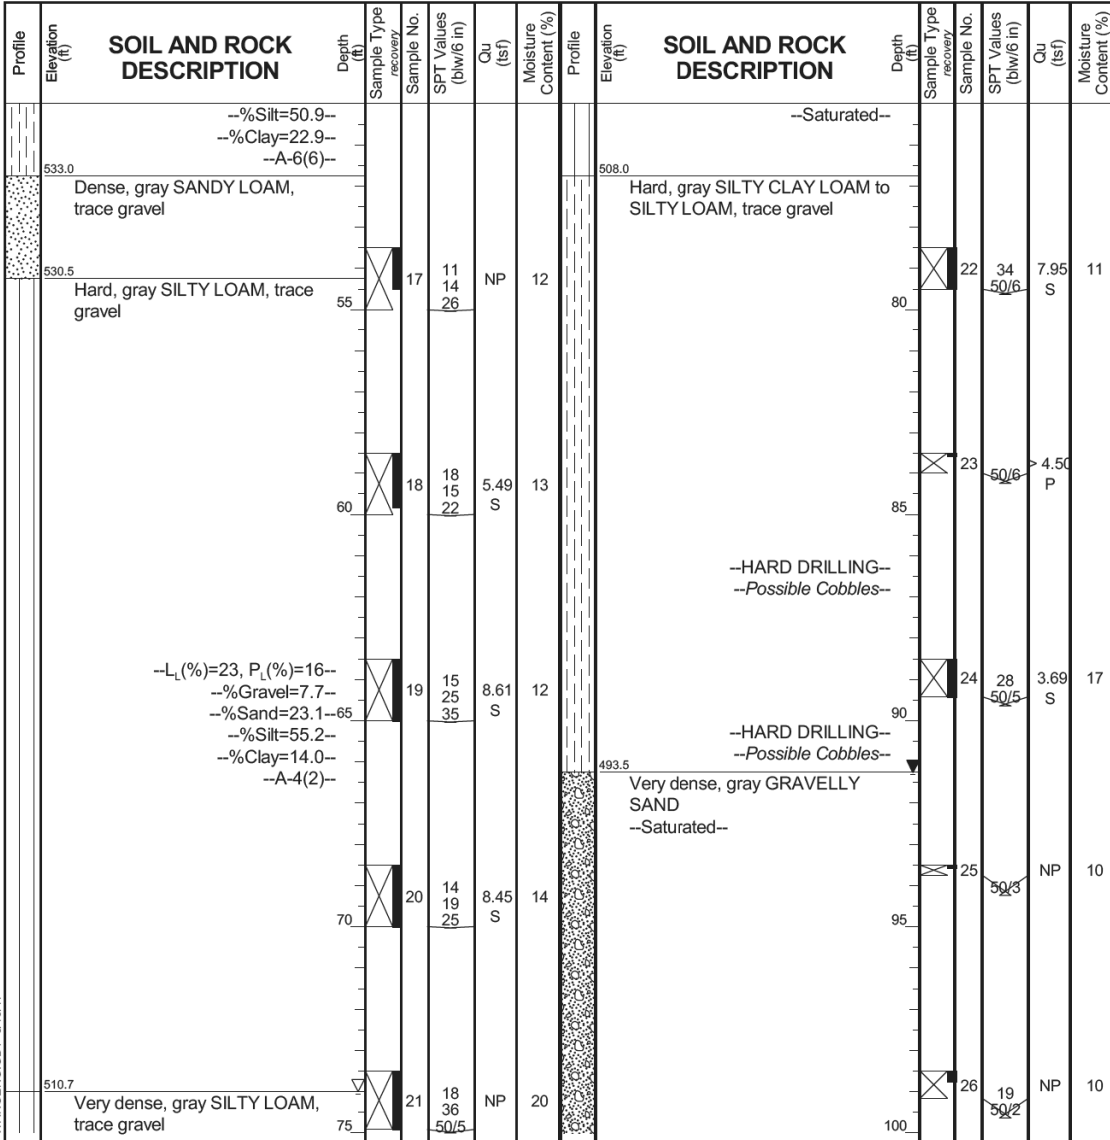 Profile
Elevation
(ft)
SOIL AND ROCK
DESCRIPTION
Depth
(ft)
Sample Type
recovery
Sample No.
SPT Values
(blw/6 in)
Qu
(tsf)
Moisture
Content (%)
--%Silt=50.9--
--%Clay=22.9--
--A-6(6)--
533.0
Dense, gray SANDY LOAM,
trace gravel
530.5
Hard, gray SILTY LOAM, trace
gravel
55
17
11
14
26
NP
12
60
18
18
15
22
5.49
S
13
--LL(%)=23, PL(%)=16--
--%Gravel=7.7--
--%Sand=23.1--
--%Silt=55.2--
--%Clay=14.0--
--A-4(2)--
65
19
15
25
35
8.61
S
12
70
20
14
19
25
8.45
S
14
510.7
Very dense, gray SILTY LOAM,
trace gravel
75
21
18
36
50/5
NP
20
Profile
Elevation
(ft)
SOIL AND ROCK
DESCRIPTION
Depth
(ft)
Sample Type
recovery
Sample No.
SPT Values
(blw/6 in)
Qu
(tsf)
Moisture
Content (%)
--Saturated--
508.0
Hard, gray SILTY CLAY LOAM to
SILTY LOAM, trace gravel
80
22
34
50/6
7.95
S
11
23
50/6
> 4.50
P
85
--HARD DRILLING--
--Possible Cobbles--
24
28
50/5
3.69
S
17
90
--HARD DRILLING--
--Possible Cobbles--
493.5
Very dense, gray GRAVELLY
SAND
--Saturated--
25
50/3
NP
10
95
26
19
50/2
NP
10
100